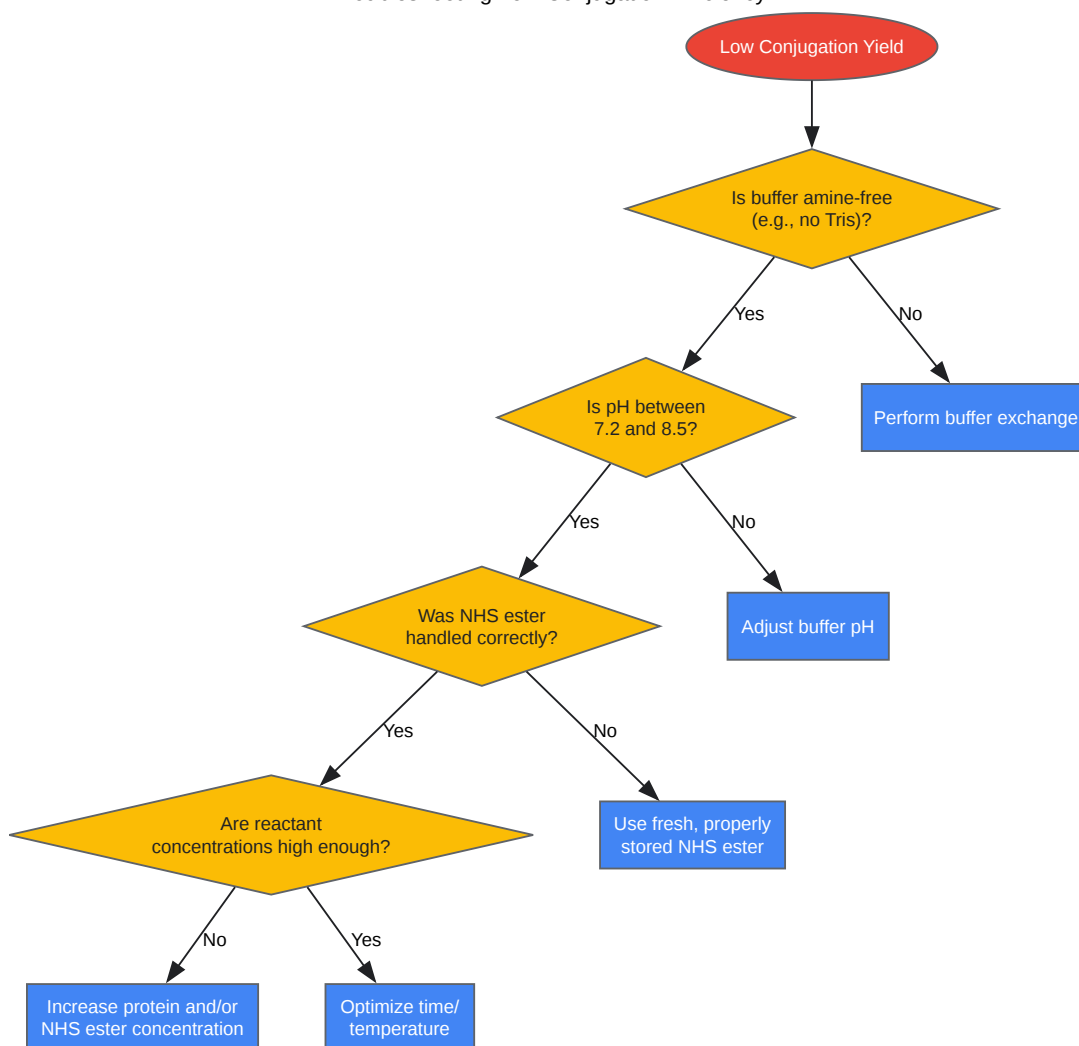 Low Conjugation Yield
Is buffer amine-free
(e.g., no Tris)?
Yes
No
Is pH between
7.2 and 8.5?
Perform buffer exchange
Yes
No
Was NHS ester
handled correctly?
Adjust buffer pH
Yes
No
Are reactant
concentrations high enough?
Use fresh, properly
stored NHS ester
No
Yes
Increase protein and/or
NHS ester concentration
Optimize time/
temperature